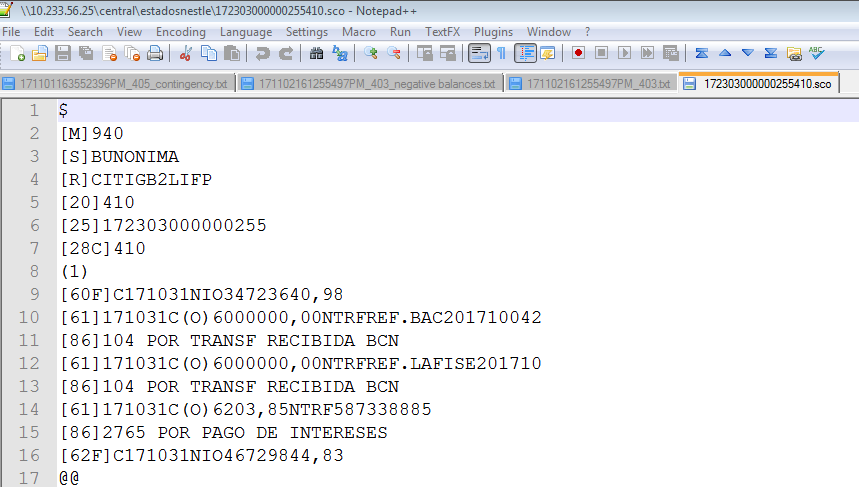 \\10.233.56.25\central\estadosnestle\172303000000255410.sco - Notepad++
File Edit Search View Encoding Language Settings Macro Run TextFX Plugins Window ?
171101163552396PM_405_contingency.txt 171102161255497PM_403_negative balances.txt 171102161255497PM_403.txt 172303000000255410.sco
1 $
2 [M]940
3 [S]BUNONIMA
4 [R]CITIGB2LIFP
5 [20]410
6 [25]172303000000255
7 [28C]410
8 (1)
9 [60F]C171031NIO34723640,98
10 [61]171031C(O)6000000,00NTRFREF.BAC201710042
11 [86]104 POR TRANSF RECIBIDA BCN
12 [61]171031C(O)6000000,00NTRFREF.LAFISE201710
13 [86]104 POR TRANSF RECIBIDA BCN
14 [61]171031C(O)6203,85NTRF587338885
15 [86]2765 POR PAGO DE INTERESES
16 [62F]C171031NIO46729844,83
17 @@